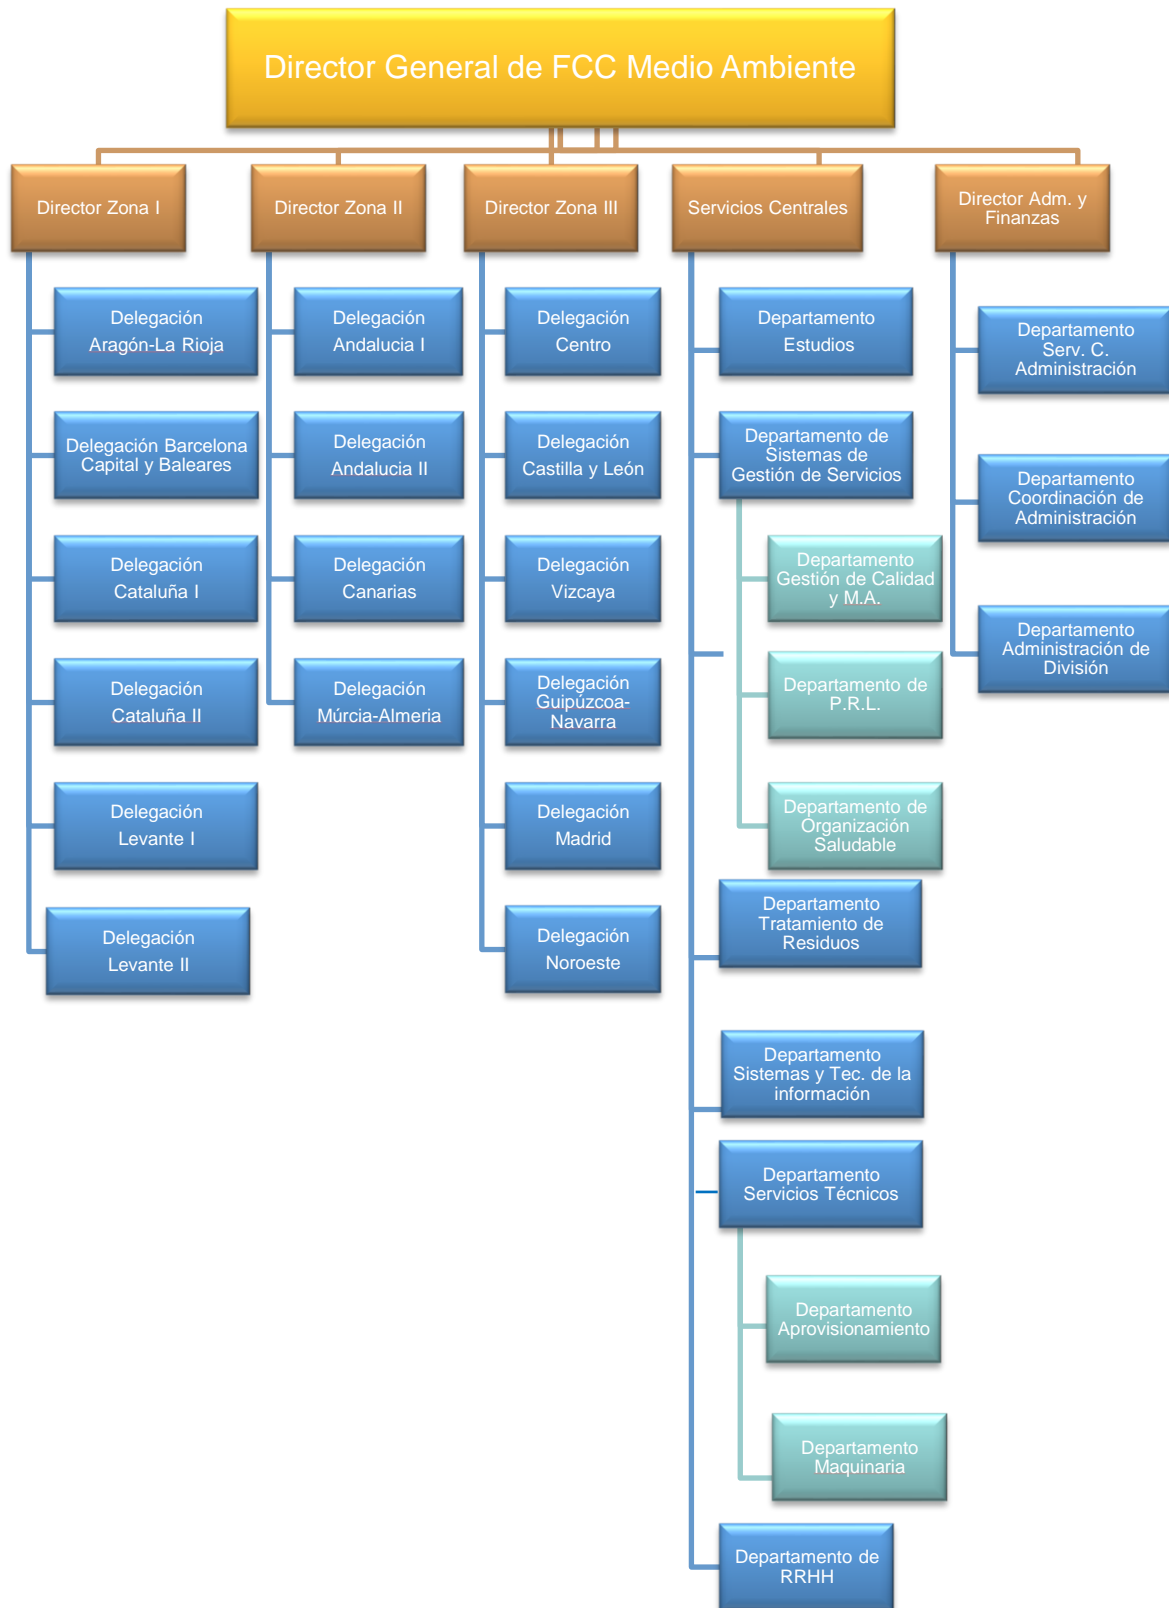 Director General de FCC Medio Ambiente
Director Zona I
Director Zona II
Director Zona III
Servicios Centrales
Director Adm. y
Finanzas
Delegación
Aragón-La Rioja
Delegación Barcelona
Capital y Baleares
Delegación
Cataluña I
Delegación
Cataluña II
Delegación
Levante I
Delegación
Levante II
Delegación
Andalucia I
Delegación
Andalucia II
Delegación
Canarias
Delegación
Múrcia-Almeria
Delegación
Centro
Delegación
Castilla y León
Delegación
Vizcaya
Delegación
Guipúzcoa-
Navarra
Delegación
Madrid
Delegación
Noroeste
Departamento
Estudios
Departamento de
Sistemas de
Gestión de Servicios
Departamento
Gestión de Calidad
y M.A.
Departamento de
P.R.L.
Departamento de
Organización
Saludable
Departamento
Tratamiento de
Residuos
Departamento
Sistemas y Tec. de la
información
Departamento
Servicios Técnicos
Departamento
Aprovisionamiento
Departamento
Maquinaria
Departamento de
RRHH
Departamento
Serv. C.
Administración
Departamento
Coordinación de
Administración
Departamento
Administración de
División